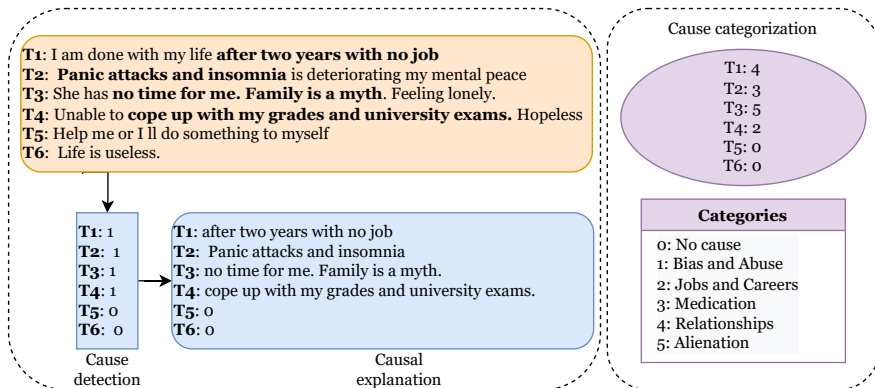 T1: I am done with my life after two years with no job
T2: Panic attacks and insomnia is deteriorating my mental peace
T3: She has no time for me. Family is a myth. Feeling lonely.
T4: Unable to cope up with my grades and university exams. Hopeless
T5: Help me or I ll do something to myself
T6: Life is useless.
T1: 1
T2: 1
T3: 1
T4: 1
T5: 0
T6: 0
Cause
detection
T1: after two years with no job
T2: Panic attacks and insomnia
T3: no time for me. Family is a myth.
T4: cope up with my grades and university exams.
T5: 0
T6: 0
Causal
explanation
Cause categorization
T1: 4
T2: 3
T3: 5
T4: 2
T5: 0
T6: 0
Categories
0: No cause
1: Bias and Abuse
2: Jobs and Careers
3: Medication
4: Relationships
5: Alienation